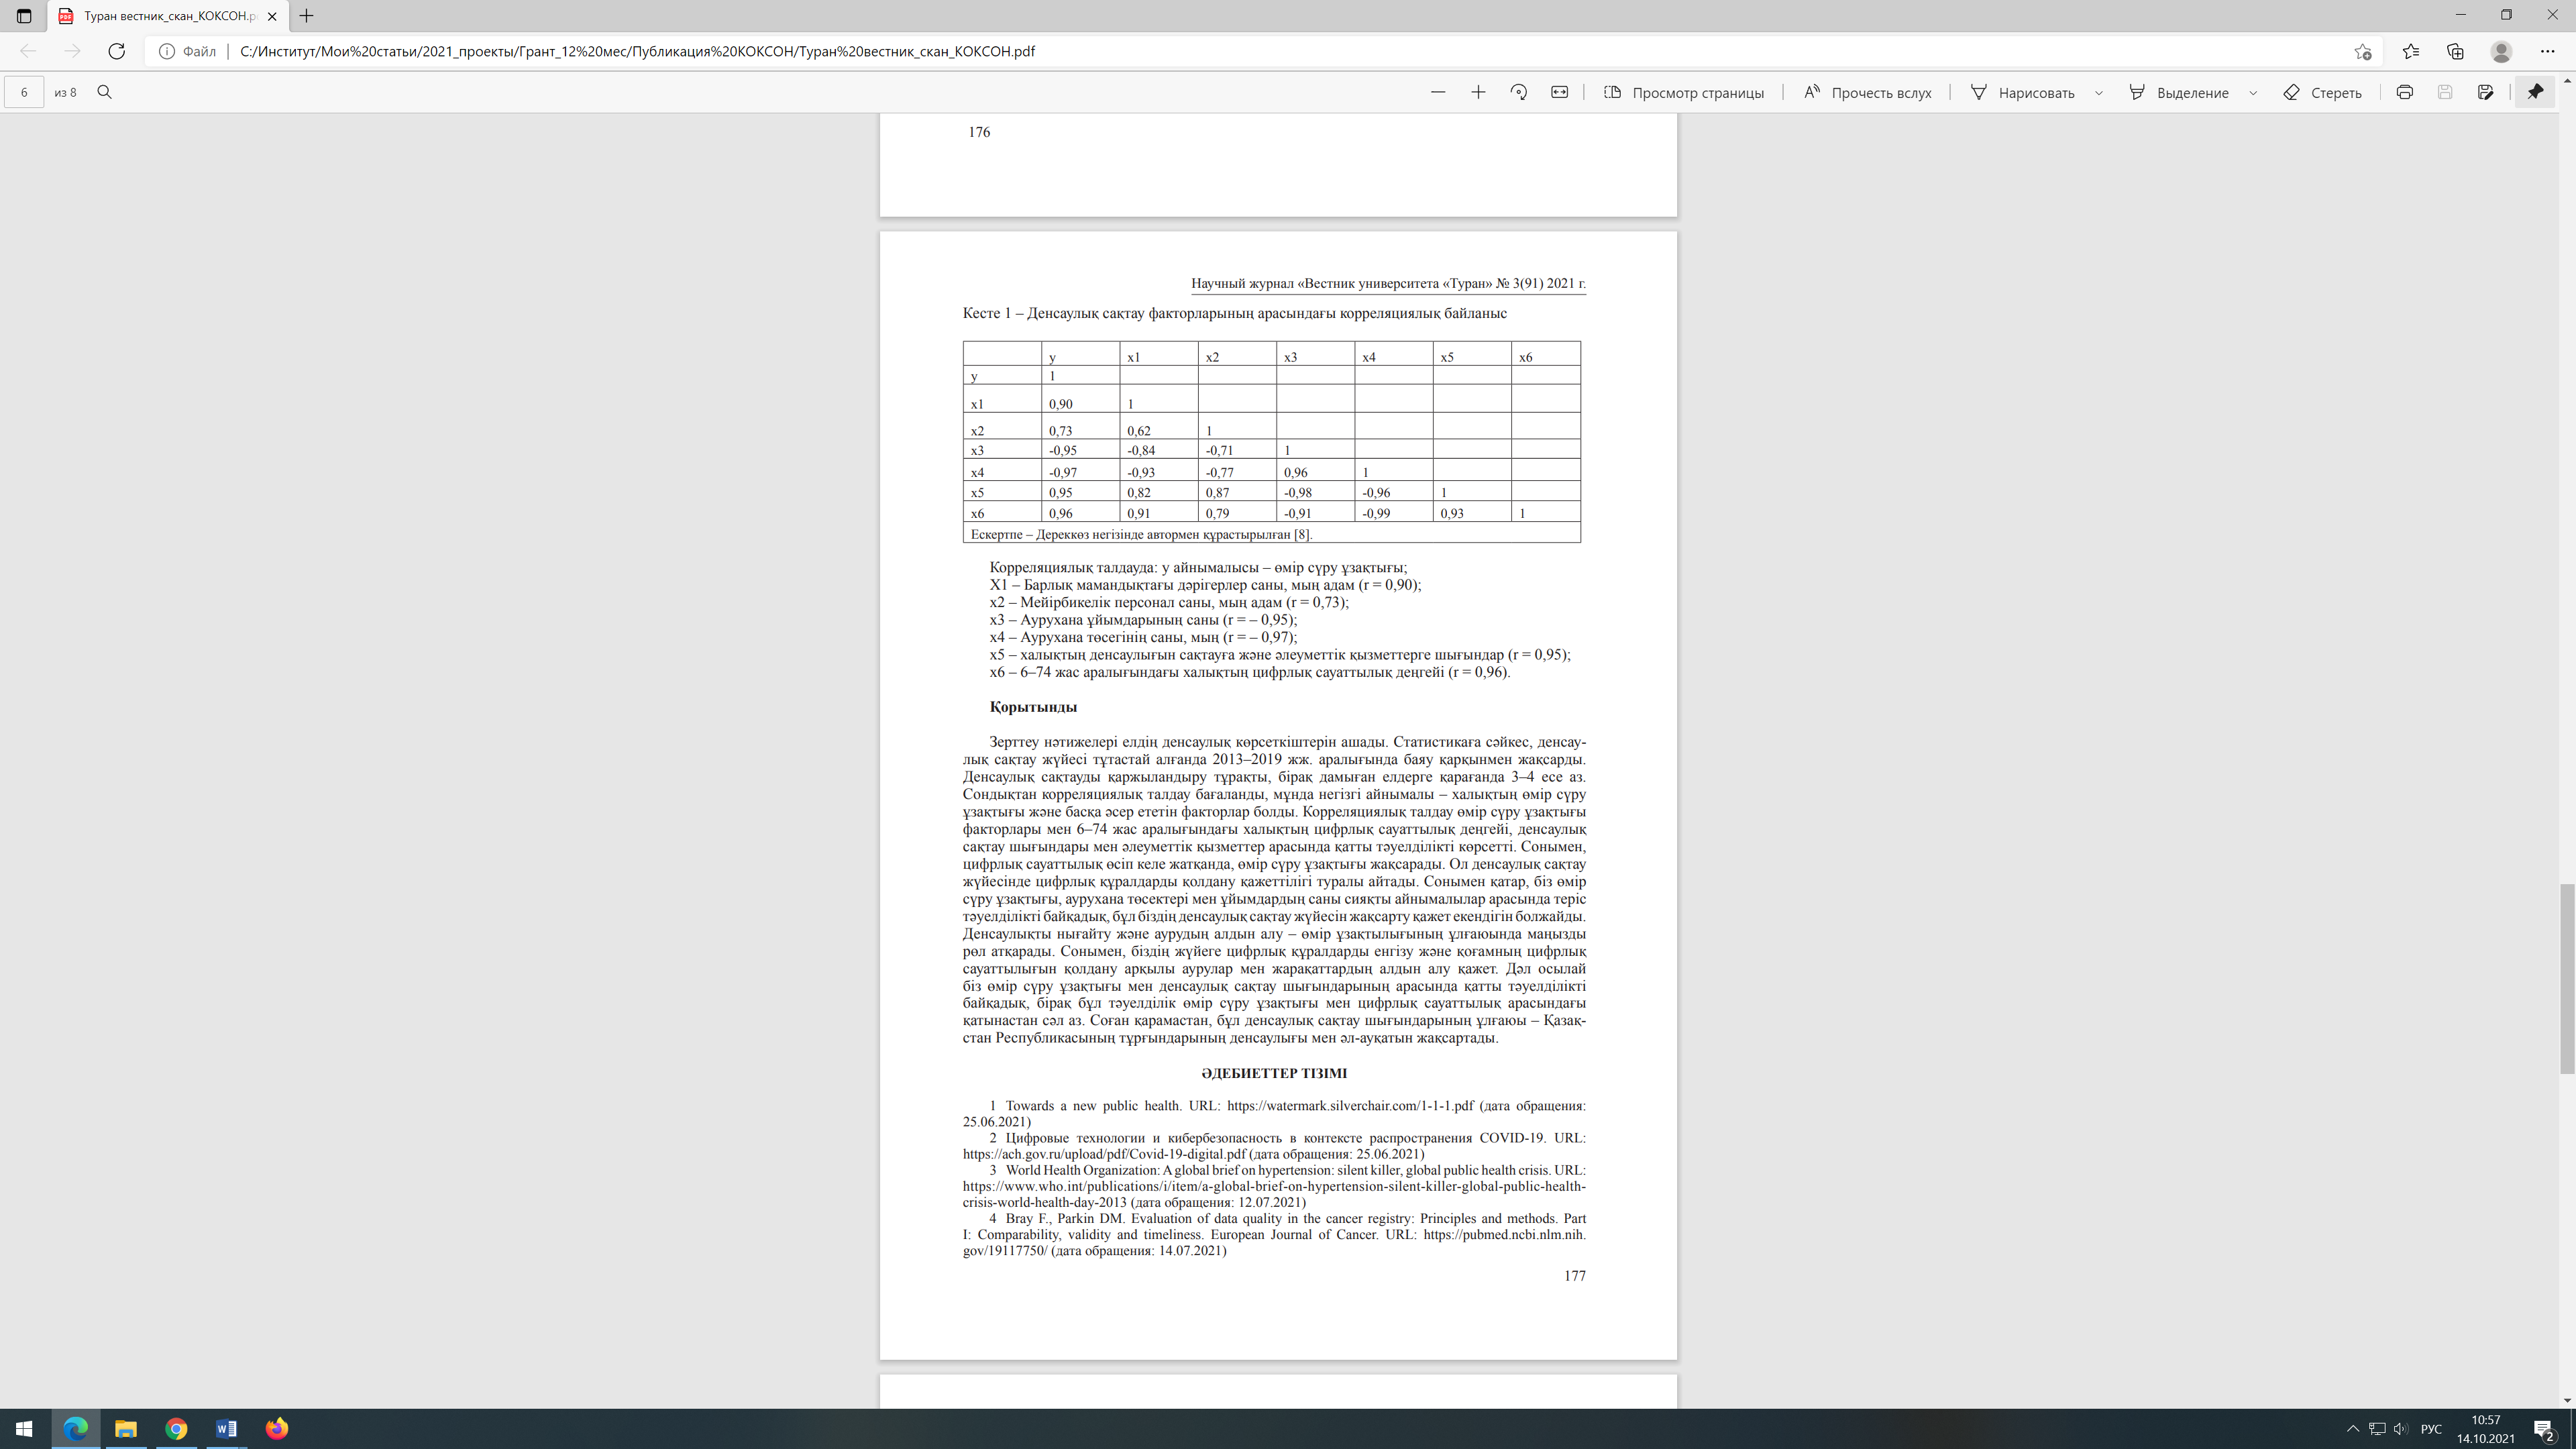 Туран вестник_скан_КОКСОН.р
Файл
C:/Институт/Мои%20статьи/2021_проекты/Грант_12%20мес/Публикация%20КОКСОН/Туран%20вестник_скан_КОКСОН.pdf
6 из 8
Просмотр страницы
Прочесть вслух
Нарисовать
Выделение
Стереть
176
Научный журнал «Вестник университета «Туран» № 3(91) 2021 г.
Кесте 1 – Денсаулық сақтау факторларының арасындағы корреляциялық байланыс
y x1 x2 x3 x4 x5 x6
y 1
x1 0,90 1
x2 0,73 0,62 1
x3 -0,95 -0,84 -0,71 1
x4 -0,97 -0,93 -0,77 0,96 1
x5 0,95 0,82 0,87 -0,98 -0,96 1
x6 0,96 0,91 0,79 -0,91 -0,99 0,93 1
Ескертпе – Дереккөз негізінде автормен құрастырылған [8].
Корреляциялық талдауда: y айнымалысы – өмір сүру ұзақтығы;
X1 – Барлық мамандықтағы дәрігерлер саны, мың адам (r = 0,90);
x2 – Мейірбикелік персонал саны, мың адам (r = 0,73);
x3 – Аурухана ұйымдарының саны (r = – 0,95);
x4 – Аурухана төсегінің саны, мың (r = – 0,97);
x5 – халықтың денсаулығын сақтауға және әлеуметтік қызметтерге шығындар (r = 0,95);
x6 – 6–74 жас аралығындағы халықтың цифрлық сауаттылық деңгейі (r = 0,96).
Қорытынды
Зерттеу нәтижелері елдің денсаулық көрсеткіштерін ашады. Статистикаға сәйкес, денсау-
лық сақтау жүйесі тұтастай алғанда 2013–2019 жж. аралығында баяу қарқынмен жақсарды.
Денсаулық сақтауды қаржыландыру тұрақты, бірақ дамыған елдерге қарағанда 3–4 есе аз.
Сондықтан корреляциялық талдау бағаланды, мұнда негізгі айнымалы – халықтың өмір сүру
ұзақтығы және басқа әсер ететін факторлар болды. Корреляциялық талдау өмір сүру ұзақтығы
факторлары мен 6–74 жас аралығындағы халықтың цифрлық сауаттылық деңгейі, денсаулық
сақтау шығындары мен әлеуметтік қызметтер арасында қатты тәуелділікті көрсетті. Сонымен,
цифрлық сауаттылық өсіп келе жатқанда, өмір сүру ұзақтығы жақсарады. Ол денсаулық сақтау
жүйесінде цифрлық құралдарды қолдану қажеттілігі туралы айтады. Сонымен қатар, біз өмір
сүру ұзақтығы, аурухана төсектері мен ұйымдардың саны сияқты айнымалылар арасында теріс
тәуелділікті байқадық, бұл біздің денсаулық сақтау жүйесін жақсарту қажет екендігін болжайды.
Денсаулықты нығайту және аурудың алдын алу – өмір ұзақтылығының ұлғаюында маңызды
рөл атқарады. Сонымен, біздің жүйеге цифрлық құралдарды енгізу және қоғамның цифрлық
сауаттылығын қолдану арқылы аурулар мен жарақаттардың алдын алу қажет. Дәл осылай
біз өмір сүру ұзақтығы мен денсаулық сақтау шығындарының арасында қатты тәуелділікті
байқадық, бірақ бұл тәуелділік өмір сүру ұзақтығы мен цифрлық сауаттылық арасындағы
қатынастан сәл аз. Соған қарамастан, бұл денсаулық сақтау шығындарының ұлғаюы – Қазақ-
стан Республикасының тұрғындарының денсаулығы мен әл-ауқатын жақсартады.
ӘДЕБИЕТТЕР ТІЗІМІ
1 Towards a new public health. URL: https://watermark.silverchair.com/1-1-1.pdf (дата обращения:
25.06.2021)
2 Цифровые технологии и кибербезопасность в контексте распространения COVID-19. URL:
https://ach.gov.ru/upload/pdf/Covid-19-digital.pdf (дата обращения: 25.06.2021)
3 World Health Organization: A global brief on hypertension: silent killer, global public health crisis. URL:
https://www.who.int/publications/i/item/a-global-brief-on-hypertension-silent-killer-global-public-health-
crisis-world-health-day-2013 (дата обращения: 12.07.2021)
4 Bray F., Parkin DM. Evaluation of data quality in the cancer registry: Principles and methods. Part
I: Comparability, validity and timeliness. European Journal of Cancer. URL: https://pubmed.ncbi.nlm.nih.
gov/19117750/ (дата обращения: 14.07.2021)
177
РУС
10:57
14.10.2021
2